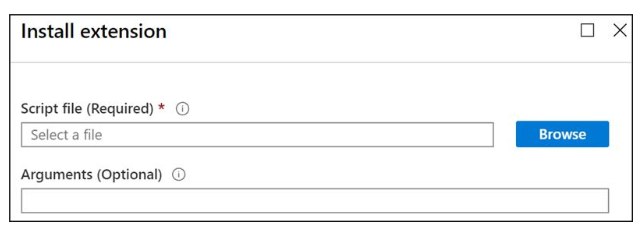 Install extension
Script file (Required) *
Select a file
Browse
Arguments (Optional)